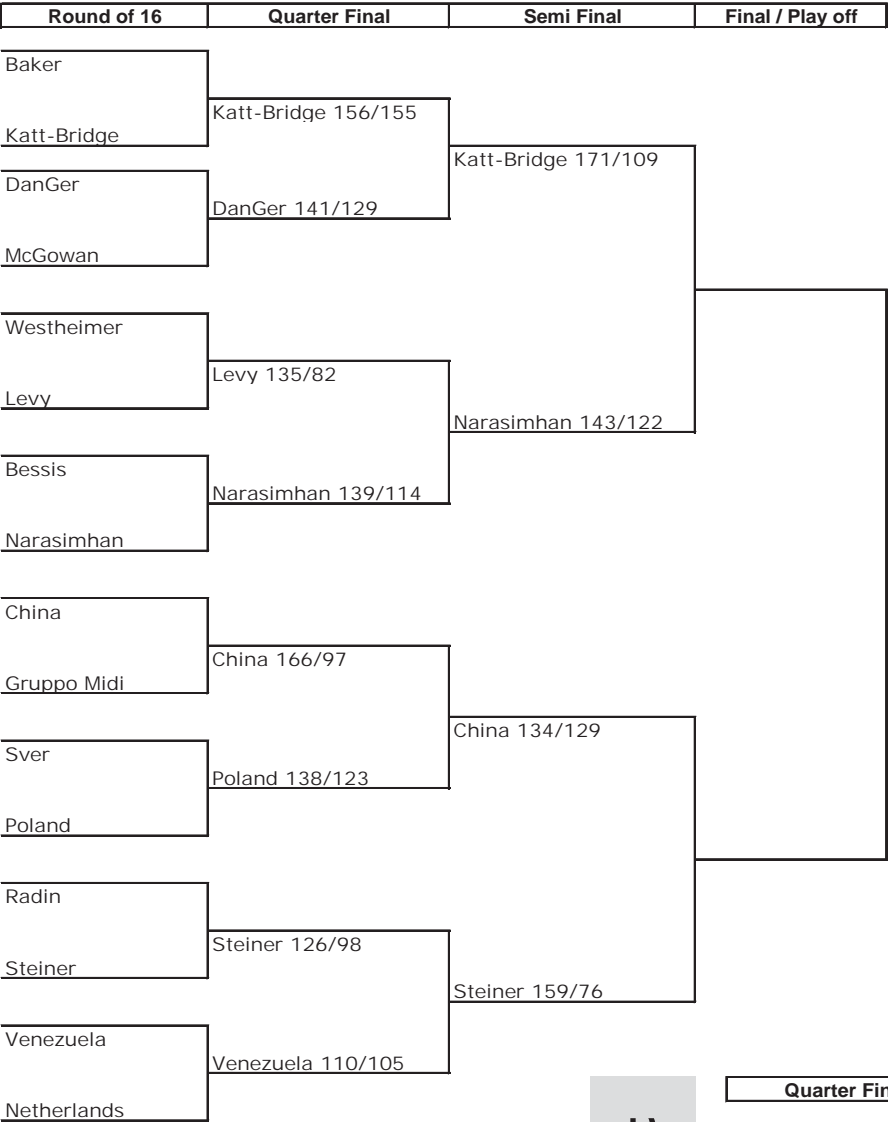 Round of 16 Quarter Final Semi Final Final / Play off
Baker
Katt-Bridge 156/155
Katt-Bridge
Katt-Bridge 171/109
DanGer
DanGer 141/129
McGowan
Westheimer
Levy 135/82
Levy
Narasimhan 143/122
Bessis
Narasimhan 139/114
Narasimhan
China
China 166/97
Gruppo Midi
China 134/129
Sver
Poland 138/123
Poland
Radin
Steiner 126/98
Steiner
Steiner 159/76
Venezuela
Venezuela 110/105
Quarter
Netherlands